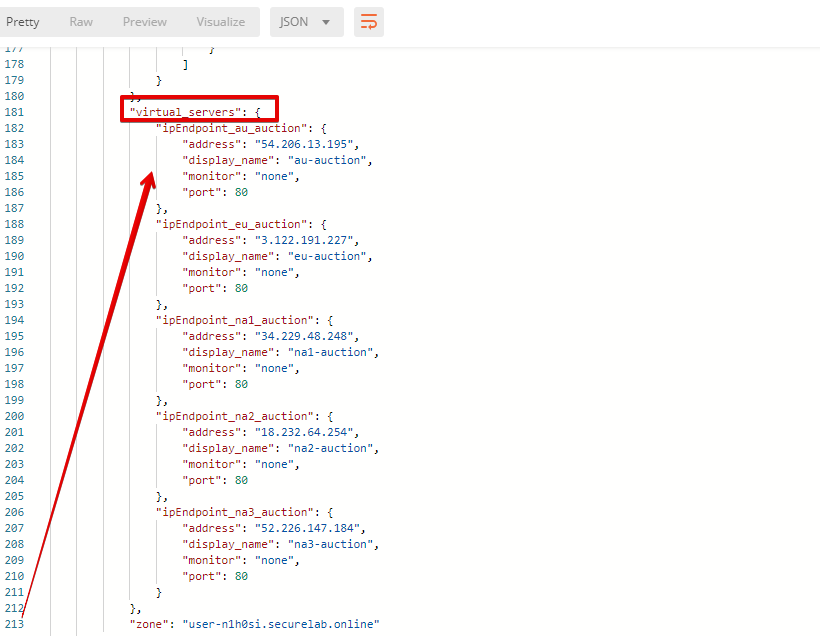 Pretty Raw Preview Visualize JSON
177 }
178 ]
179 }
180 },
181 "virtual_servers": {
182 "ipEndpoint_au_auction": {
183 "address": "54.206.13.195",
184 "display_name": "au-auction",
185 "monitor": "none",
186 "port": 80
187 },
188 "ipEndpoint_eu_auction": {
189 "address": "3.122.191.227",
190 "display_name": "eu-auction",
191 "monitor": "none",
192 "port": 80
193 },
194 "ipEndpoint_na1_auction": {
195 "address": "34.229.48.248",
196 "display_name": "na1-auction",
197 "monitor": "none",
198 "port": 80
199 },
200 "ipEndpoint_na2_auction": {
201 "address": "18.232.64.254",
202 "display_name": "na2-auction",
203 "monitor": "none",
204 "port": 80
205 },
206 "ipEndpoint_na3_auction": {
207 "address": "52.226.147.184",
208 "display_name": "na3-auction",
209 "monitor": "none",
210 "port": 80
211 }
212 },
213 "zone": "user-n1h0si.securelab.online"